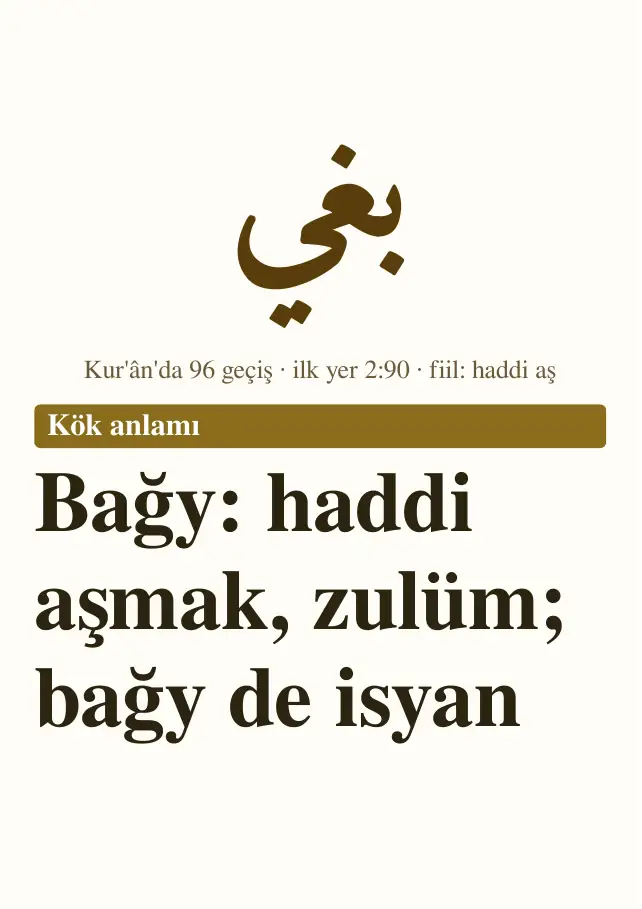 بغي
Kur'ân'da 96 geçiş · ilk yer 2:90 · fiil: haddi aş
Kök anlamı
Bağy: haddi
aşmak, zulüm;
bağy de isyan